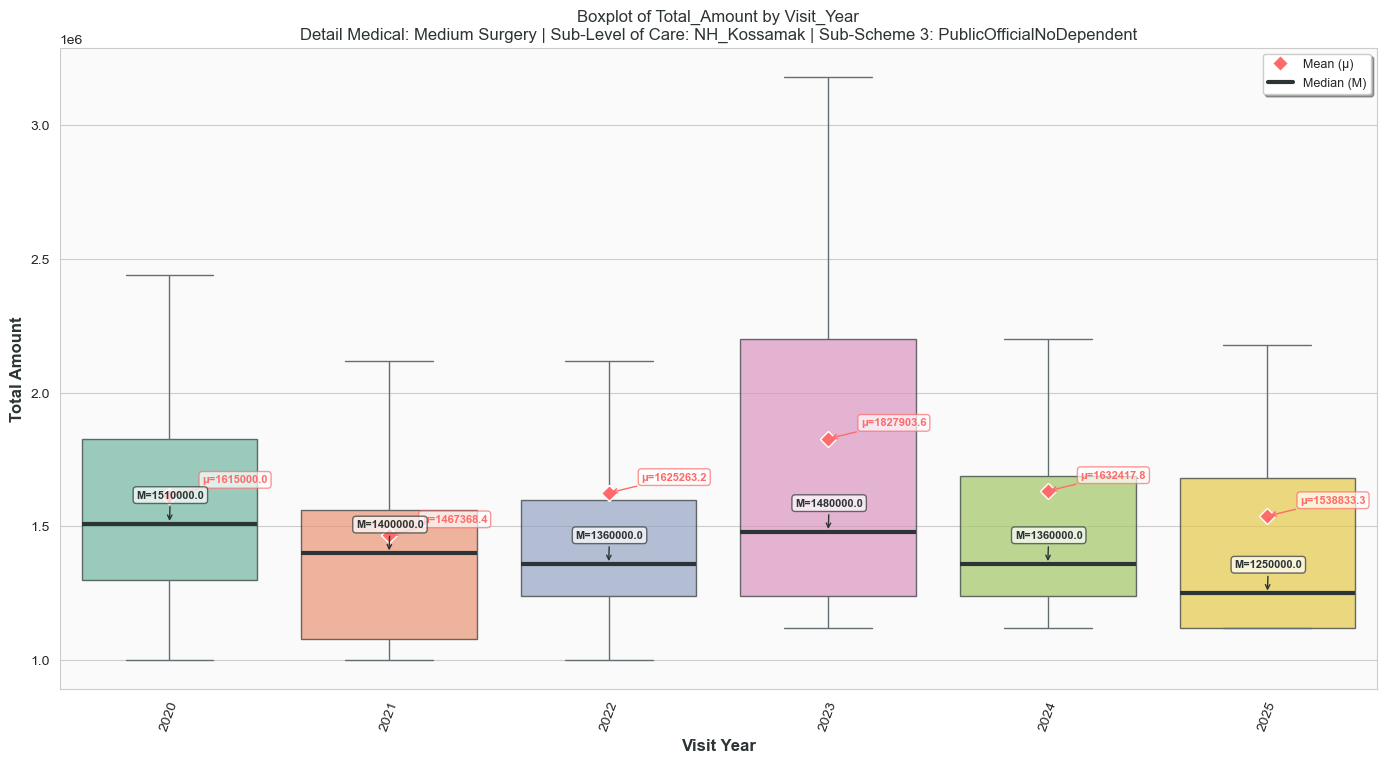 Boxplot of Total_Amount by Visit_Year
Detail Medical: Medium Surgery | Sub-Level of Care: NH_Kossamak | Sub-Scheme 3: PublicOfficialNoDependent
1e6
Mean (μ)
Median (M)
3.0
2.5
2.0
1.5
1.0
Total Amount
μ=1615000.0
M=1510000.0
μ=1467368.4
M=1400000.0
μ=1625263.2
M=1360000.0
μ=1827903.6
M=1480000.0
μ=1632417.8
M=1360000.0
μ=1538833.3
M=1250000.0
2020
2021
2022
2023
2024
2025
Visit Year